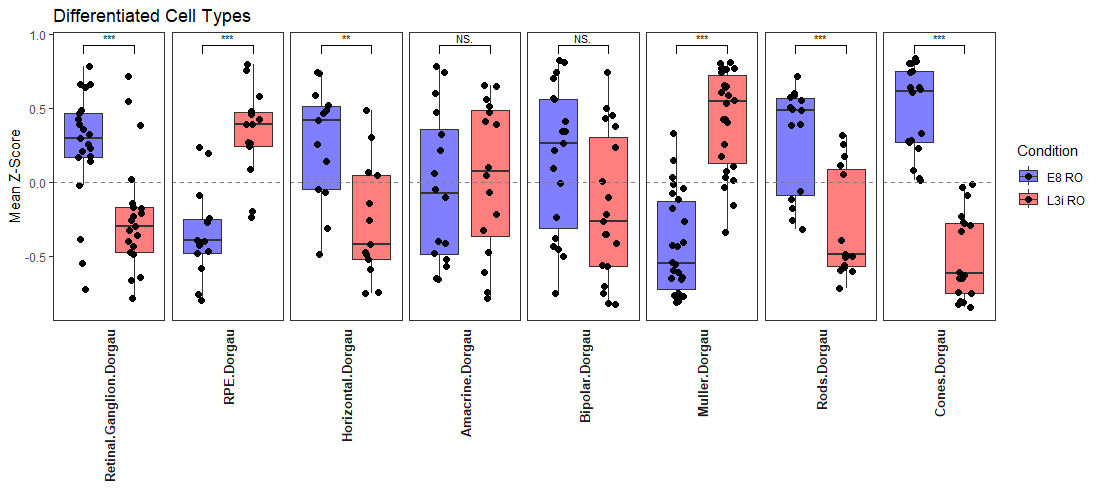 Differentiated Cell Types
Mean Z-Score
1.0
0.5
0.0
-0.5
***
***
**
NS.
NS.
***
***
***
Retinal.Ganglion.Dorgau
RPE.Dorgau
Horizontal.Dorgau
Amacrine.Dorgau
Bipolar.Dorgau
Muller.Dorgau
Rods.Dorgau
Cones.Dorgau
Condition
E8 RO
L3i RO